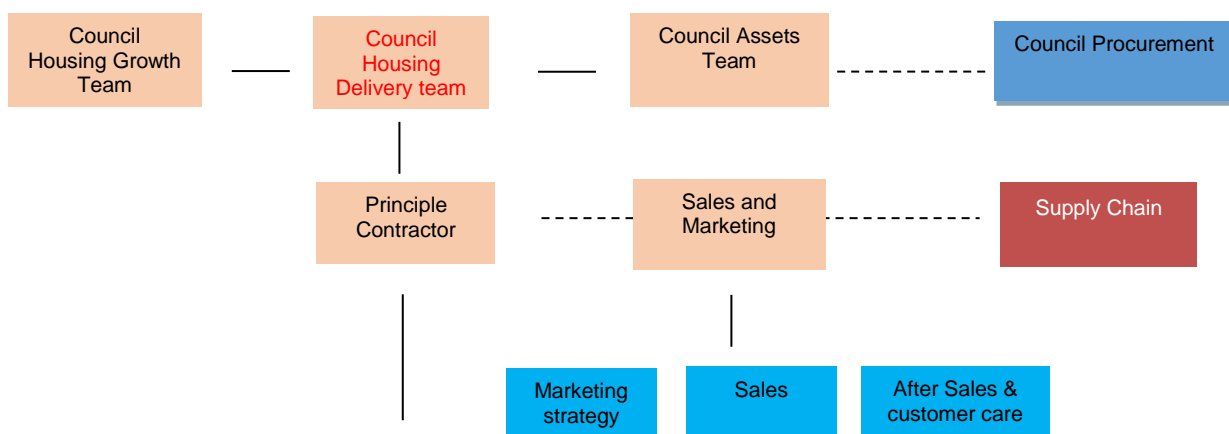 Council
Housing Growth
Team
Council
Housing
Delivery team
Council Assets
Team
Council Procurement
Principle
Contractor
Sales and
Marketing
Supply Chain
Marketing
strategy
Sales
After Sales &
customer care